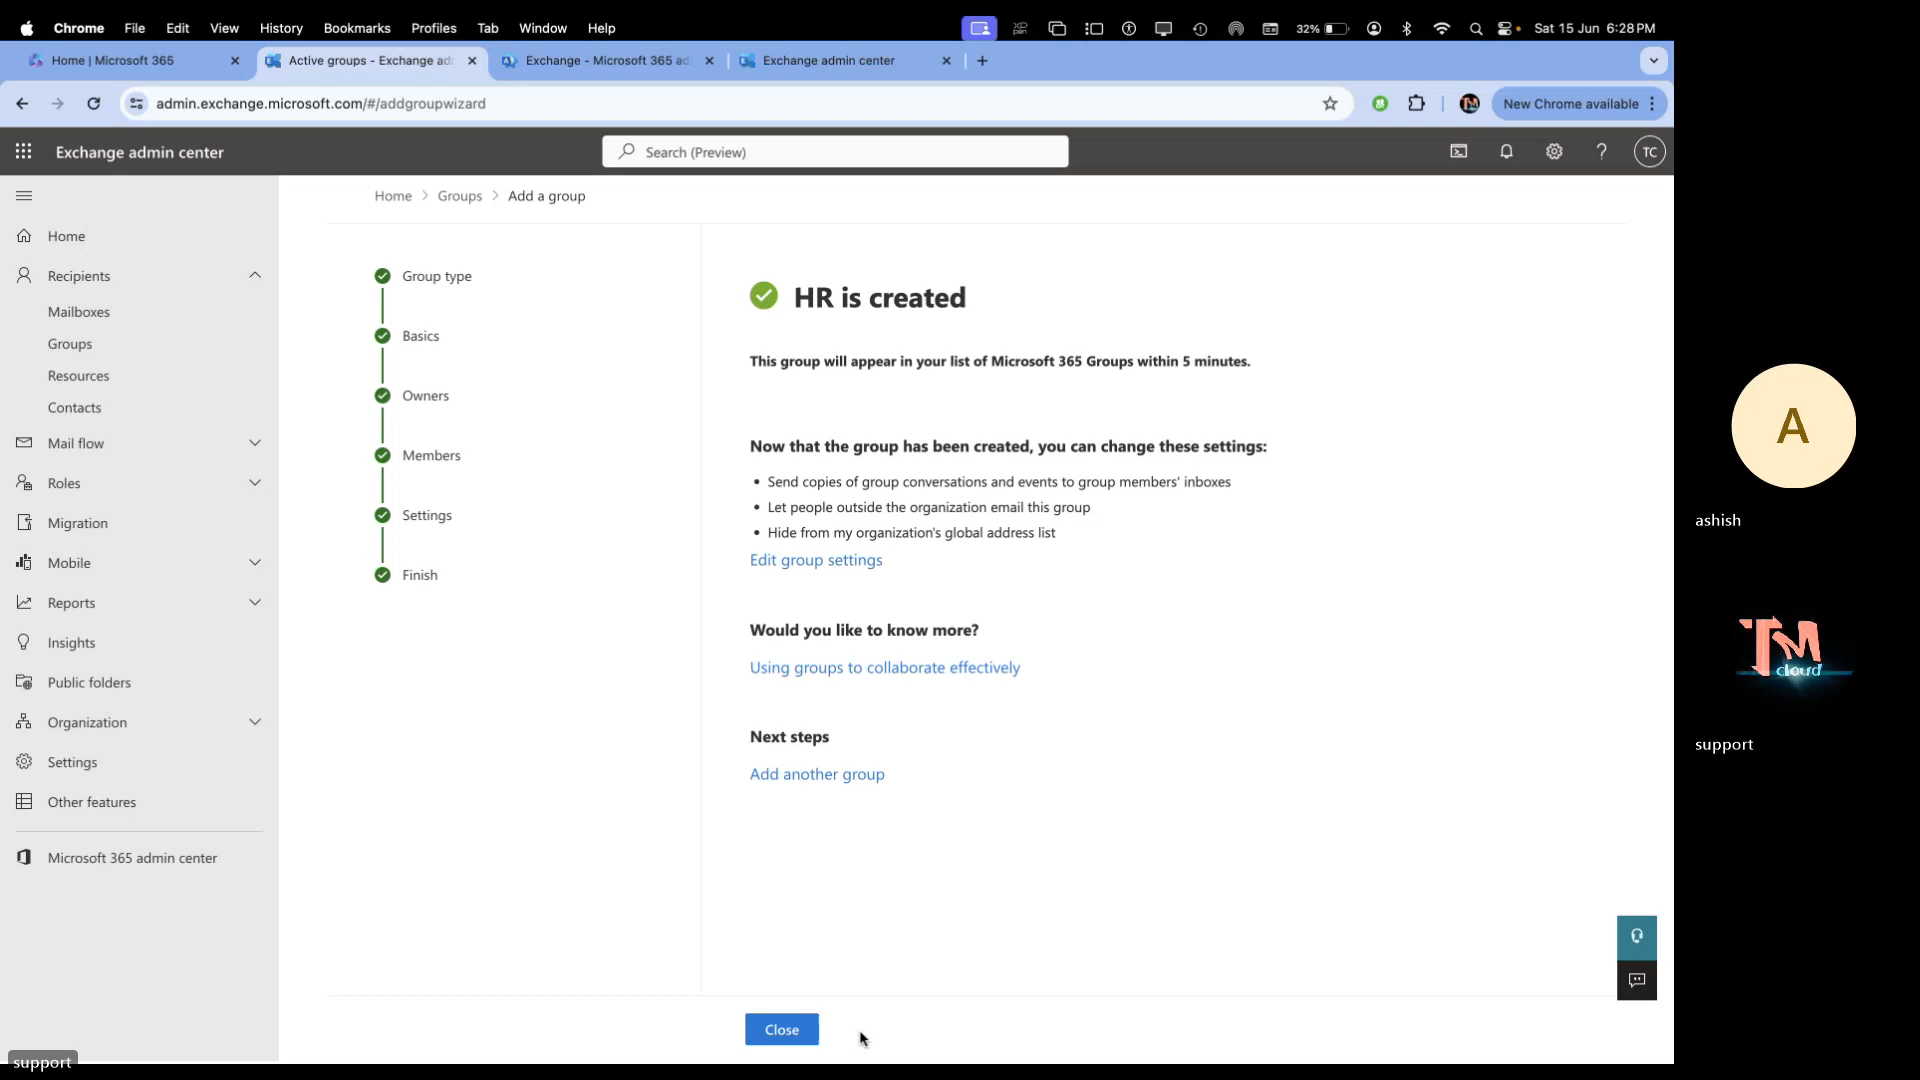 Chrome File Edit View History Bookmarks Profiles Tab Window Help 32% Sat 15 Jun 6:28 PM
Home | Microsoft 365
Active groups - Exchange ad
Exchange - Microsoft 365 ad
Exchange admin center
admin.exchange.microsoft.com/#/addgroupwizard
New Chrome available
Exchange admin center
Search (Preview)
TC
Home
Recipients
Mailboxes
Groups
Resources
Contacts
Mail flow
Roles
Migration
Mobile
Reports
Insights
Public folders
Organization
Settings
Other features
Microsoft 365 admin center
Home > Groups > Add a group
Group type
Basics
Owners
Members
Settings
Finish
HR is created
This group will appear in your list of Microsoft 365 Groups within 5 minutes.
Now that the group has been created, you can change these settings:
• Send copies of group conversations and events to group members' inboxes
• Let people outside the organization email this group
• Hide from my organization's global address list
Edit group settings
Would you like to know more?
Using groups to collaborate effectively
Next steps
Add another group
Close
A
ashish
TM
cloud
support
support